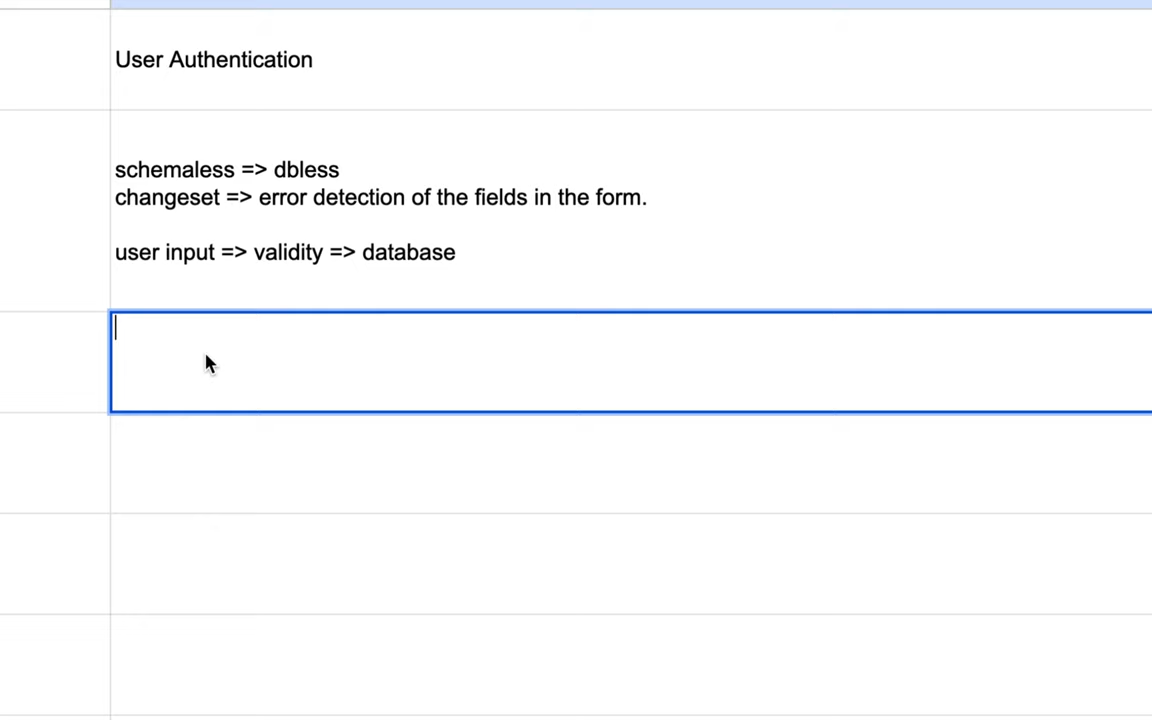 User Authentication
schemaless => dbless
changeset => error detection of the fields in the form.
user input => validity => database